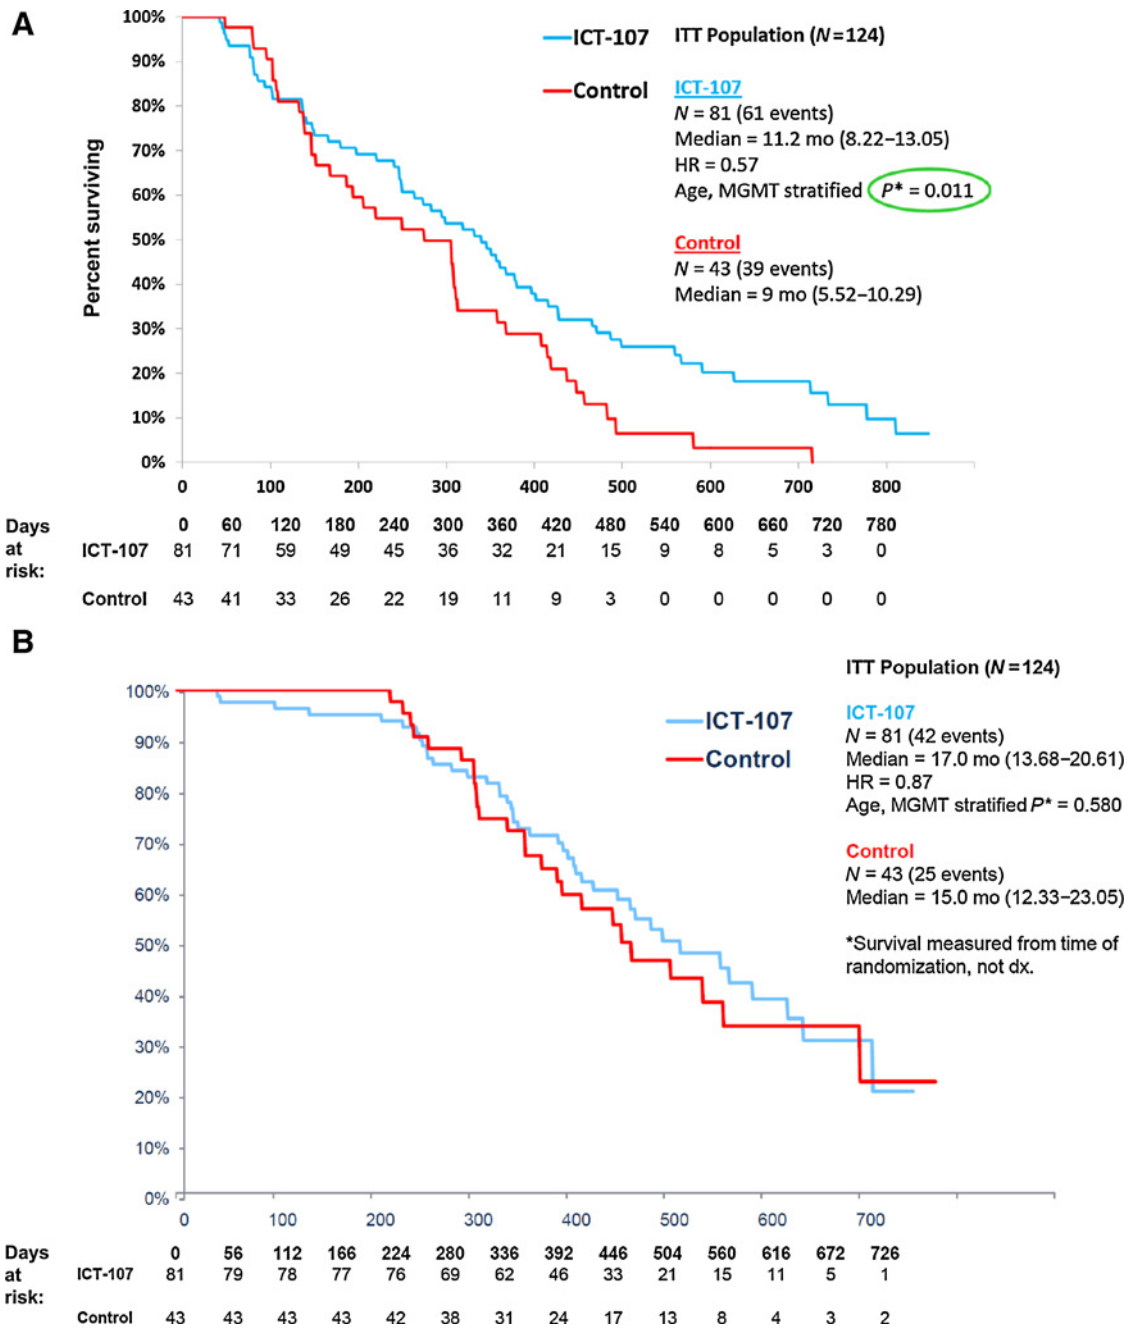 A
Percent surviving
100%
90%
80%
70%
60%
50%
40%
30%
20%
10%
0%
0 100 200 300 400 500 600 700 800
ICT-107
Control
ITT Population (N=124)
ICT-107
N = 81 (61 events)
Median = 11.2 mo (8.22–13.05)
HR = 0.57
Age, MGMT stratified P* = 0.011
Control
N = 43 (39 events)
Median = 9 mo (5.52–10.29)
Days at risk:
0 60 120 180 240 300 360 420 480 540 600 660 720 780
ICT-107 81 71 59 49 45 36 32 21 15 9 8 5 3 0
Control 43 41 33 26 22 19 11 9 3 0 0 0 0 0
B
100%
90%
80%
70%
60%
50%
40%
30%
20%
10%
0%
0 100 200 300 400 500 600 700
ICT-107
Control
ITT Population (N=124)
ICT-107
N = 81 (42 events)
Median = 17.0 mo (13.68–20.61)
HR = 0.87
Age, MGMT stratified P* = 0.580
Control
N = 43 (25 events)
Median = 15.0 mo (12.33–23.05)
*Survival measured from time of
randomization, not dx.
Days at risk:
0 56 112 166 224 280 336 392 446 504 560 616 672 726
ICT-107 81 79 78 77 76 69 62 46 33 21 15 11 5 1
Control 43 43 43 43 42 38 31 24 17 13 8 4 3 2